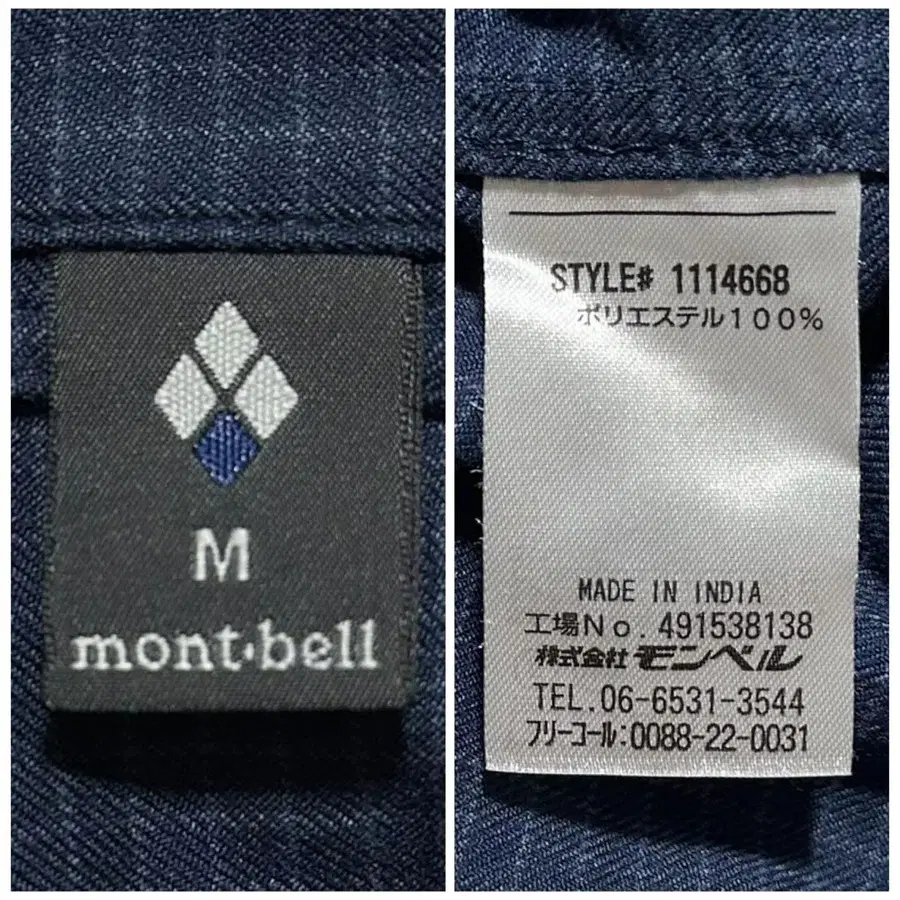 M
mont·bell
STYLE# 1114668
ポリエステル100%
MADE IN INDIA
工場No. 491538138
株式会社 モンベル
TEL. 06-6531-3544
フリーコール:0088-22-0031